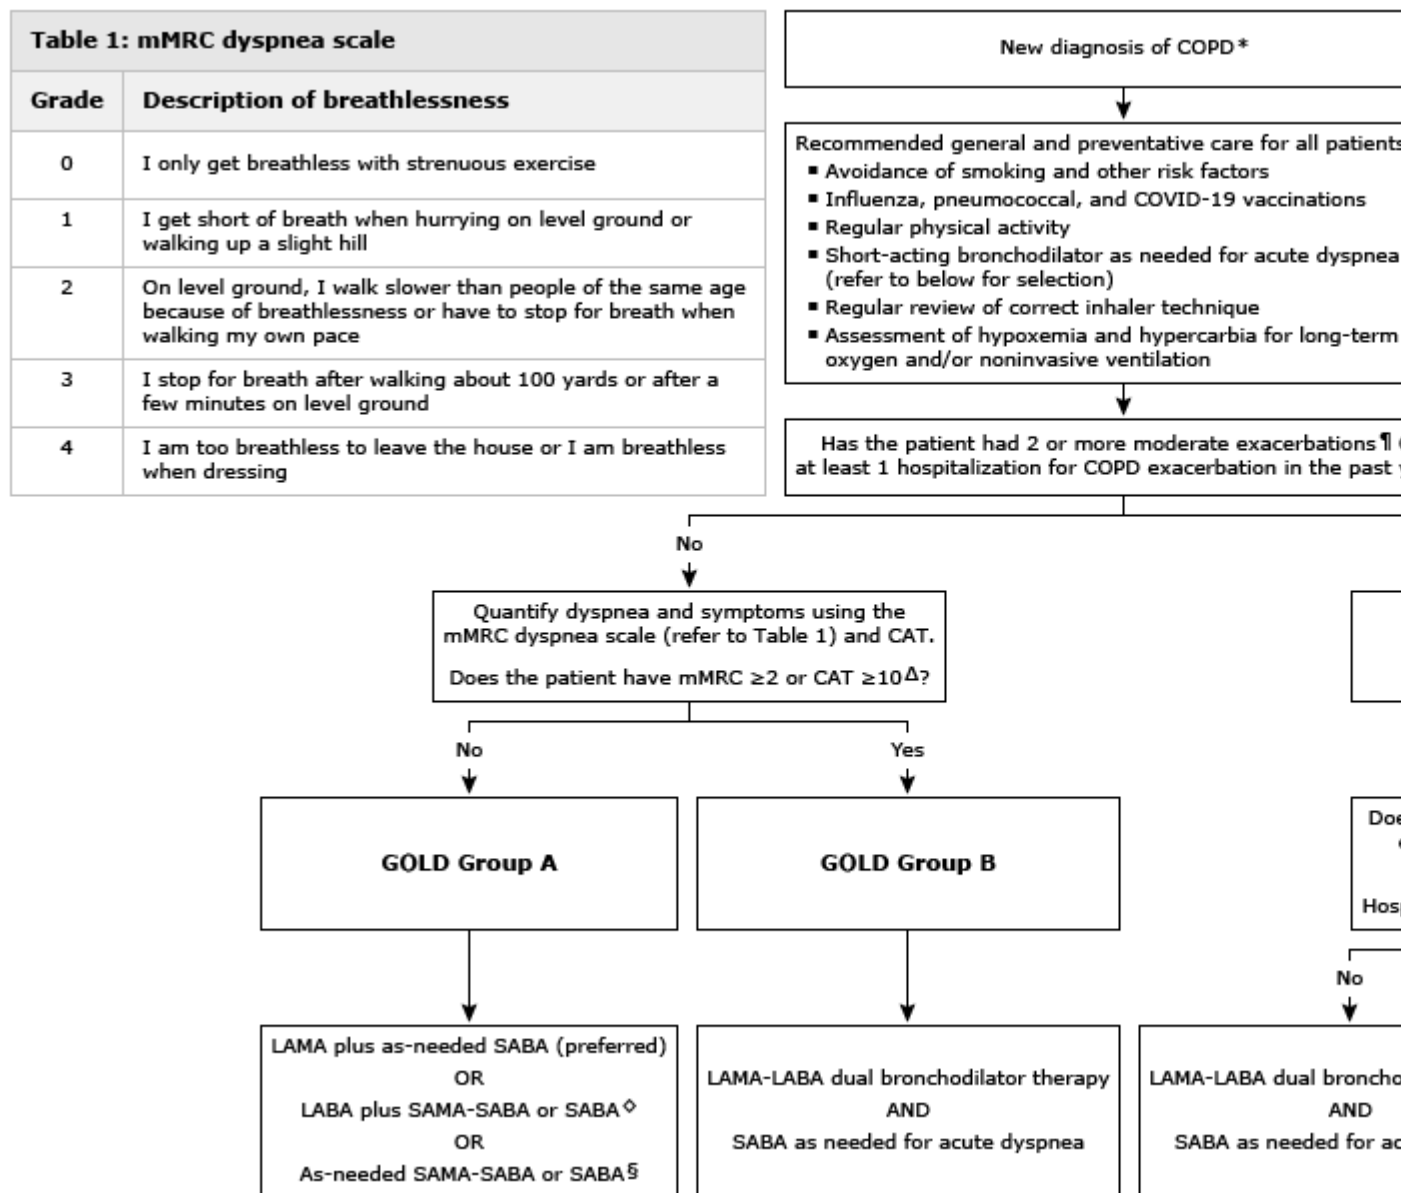 Table 1: mMRC dyspnea scale
Grade Description of breathlessness
0 I only get breathless with strenuous exercise
1 I get short of breath when hurrying on level ground or
walking up a slight hill
2 On level ground, I walk slower than people of the same age
because of breathlessness or have to stop for breath when
walking my own pace
3 I stop for breath after walking about 100 yards or after a
few minutes on level ground
4 I am too breathless to leave the house or I am breathless
when dressing
New diagnosis of COPD*
Recommended general and preventative care for all patients
▪ Avoidance of smoking and other risk factors
▪ Influenza, pneumococcal, and COVID-19 vaccinations
▪ Regular physical activity
▪ Short-acting bronchodilator as needed for acute dyspnea
(refer to below for selection)
▪ Regular review of correct inhaler technique
▪ Assessment of hypoxemia and hypercarbia for long-term
oxygen and/or noninvasive ventilation
Has the patient had 2 or more moderate exacerbations¶
at least 1 hospitalization for COPD exacerbation in the past
No
Quantify dyspnea and symptoms using the
mMRC dyspnea scale (refer to Table 1) and CAT.
Does the patient have mMRC ≥2 or CAT ≥10Δ?
No
Yes
GOLD Group A
GOLD Group B
Hosp
No
LAMA plus as-needed SABA (preferred)
OR
LABA plus SAMA-SABA or SABA◇
OR
As-needed SAMA-SABA or SABA§
LAMA-LABA dual bronchodilator therapy
AND
SABA as needed for acute dyspnea
LAMA-LABA dual broncho
AND
SABA as needed for ac